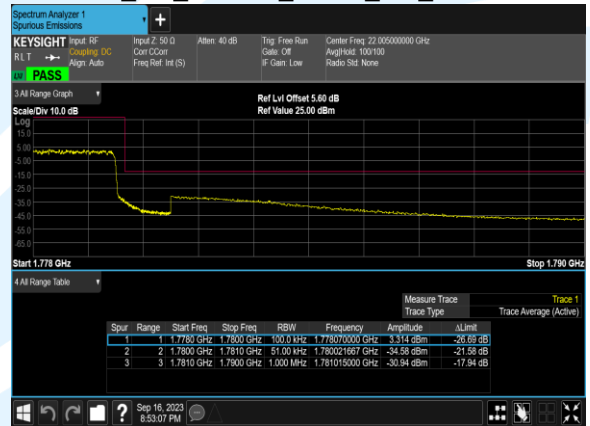 Spectrum Analyzer 1
Spurious Emissions
KEYSIGHT Input: RF Input Z: 50 Ω Atten: 40 dB Trig: Free Run Center Freq: 22.005000000 GHz
RLT Coupling: DC Corr CCorr Gate: Off Avg|Hold: 100/100
Align: Auto Freq Ref: Int (S) IF Gain: Low Radio Std: None
PASS
3 All Range Graph
Ref Lvl Offset 5.60 dB
Scale/Div 10.0 dB Ref Value 25.00 dBm
Log
15.0
5.00
-5.00
-15.0
-25.0
-35.0
-45.0
-55.0
-65.0
Start 1.778 GHz Stop 1.790 GHz
4 All Range Table
Measure Trace Trace 1
Trace Type Trace Average (Active)
Spur Range Start Freq Stop Freq RBW Frequency Amplitude ΔLimit
1 1 1.7780 GHz 1.7800 GHz 100.0 kHz 1.778070000 GHz 3.314 dBm -26.69 dB
2 2 1.7800 GHz 1.7810 GHz 51.00 kHz 1.780021667 GHz -34.58 dBm -21.58 dB
3 3 1.7810 GHz 1.7900 GHz 1.000 MHz 1.781015000 GHz -30.94 dBm -17.94 dB
Sep 16, 2023
8:53:07 PM